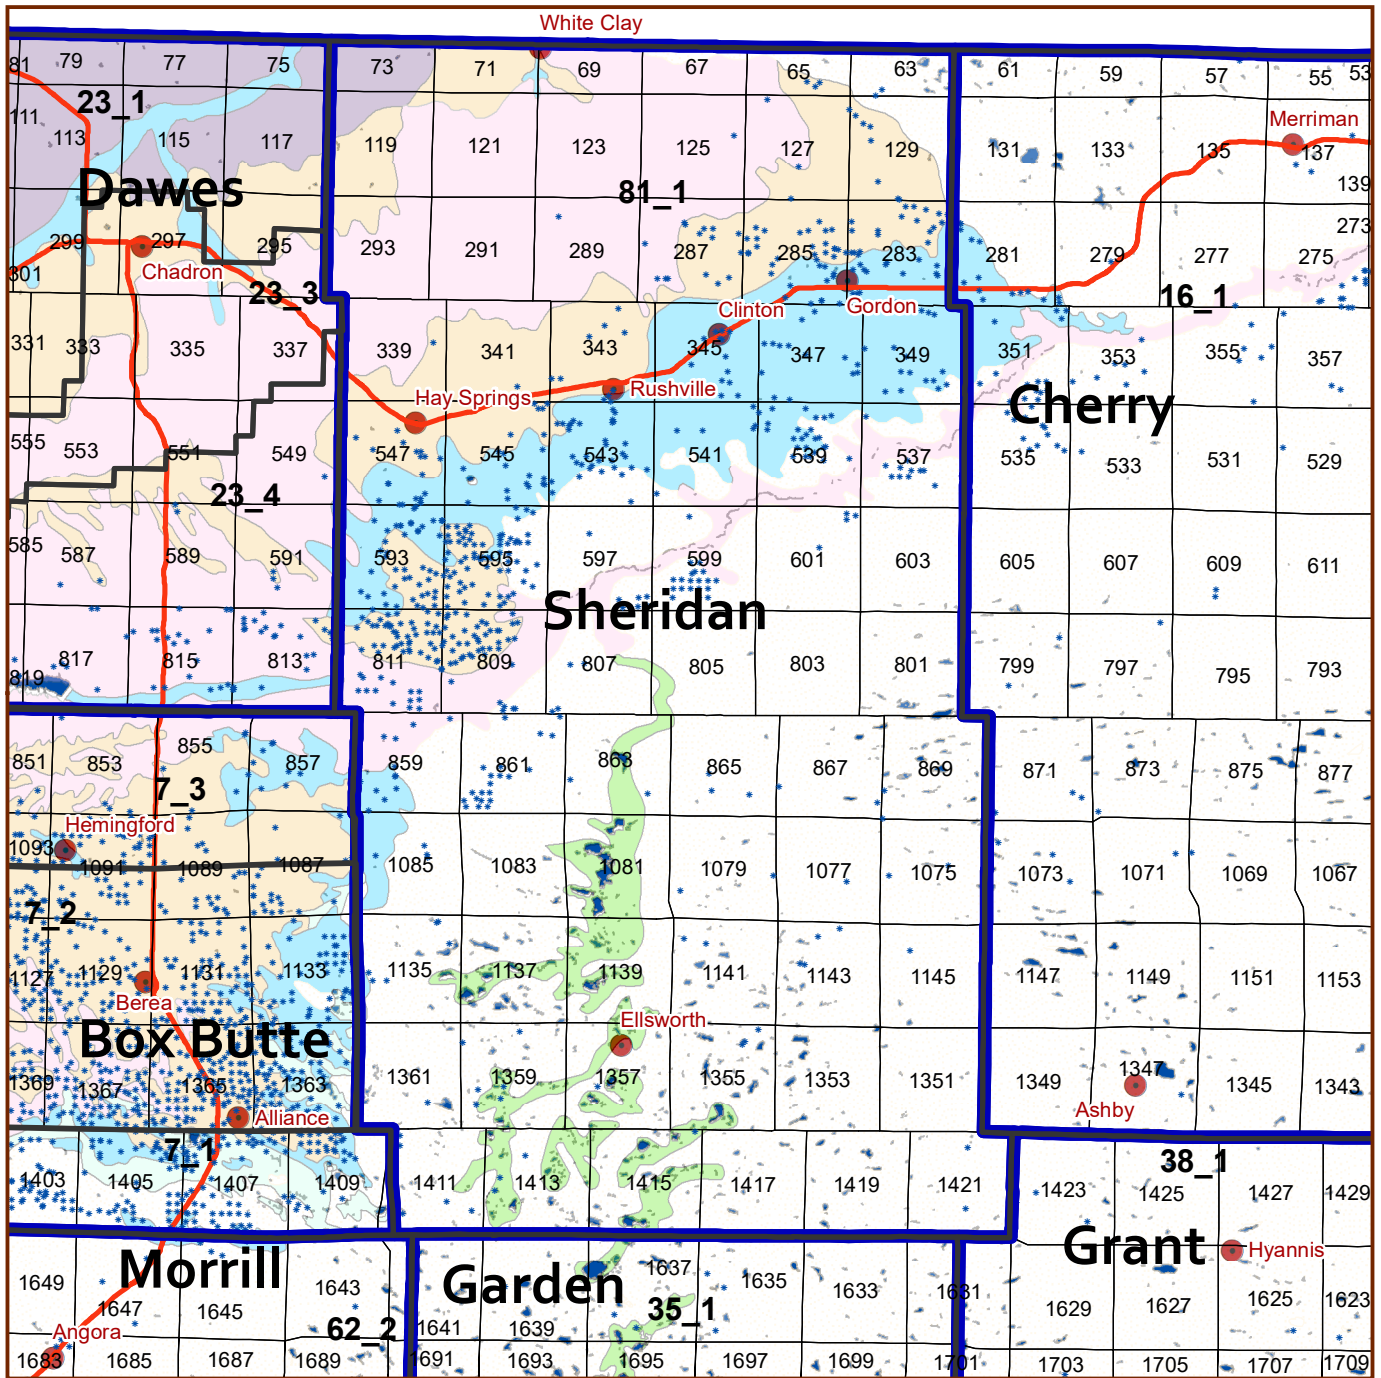 White Clay
81 79 77 75 73 71 69 67 65 63 61 59 57 55 53
23_1
111 113 115 117 119 121 123 125 127 129 131 133 135 137
Merriman
139
Dawes
81_1
299 297 295 293 291 289 287 285 283 281 279 277 275 273
301
Chadron
23_3
Clinton
Gordon
16_1
331 333 335 337 339 341 343 345 347 349 351 353 355 357
Hay Springs
Rushville
Cherry
555 553 551 549 547 545 543 541 539 537 535 533 531 529
23_4
585 587 589 591 593 595 597 599 601 603 605 607 609 611
Sheridan
819 817 815 813 811 809 807 805 803 801 799 797 795 793
851 853 855 857 859 861 863 865 867 869 871 873 875 877
7_3
Hemingford
1093 1091 1089 1087 1085 1083 1081 1079 1077 1075 1073 1071 1069 1067
7_2
1127 1129 1131 1133 1135 1137 1139 1141 1143 1145 1147 1149 1151 1153
Berea
Ellsworth
Box Butte
1369 1367 1365 1363 1361 1359 1357 1355 1353 1351 1349 1347 1345 1343
Alliance
Ashby
7_1
38_1
1403 1405 1407 1409 1411 1413 1415 1417 1419 1421 1423 1425 1427 1429
Grant
Hyannis
Morrill
Garden
1649 1647 1645 1643 1641 1639 1637 1635 1633 1631 1629 1627 1625 1623
35_1
62_2
Angora
1683 1685 1687 1689 1691 1693 1695 1697 1699 1701 1703 1705 1707 1709